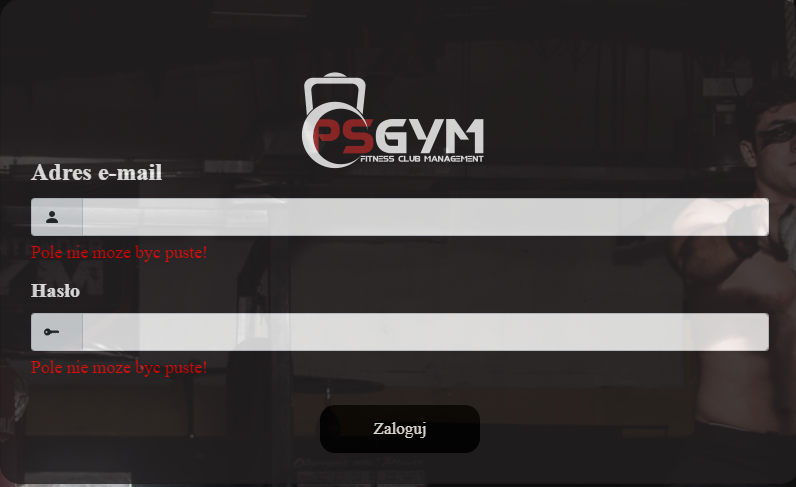 PSGYM
FITNESS CLUB MANAGEMENT
Adres e-mail
Pole nie moze byc puste!
Hasło
Pole nie moze byc puste!
Zaloguj